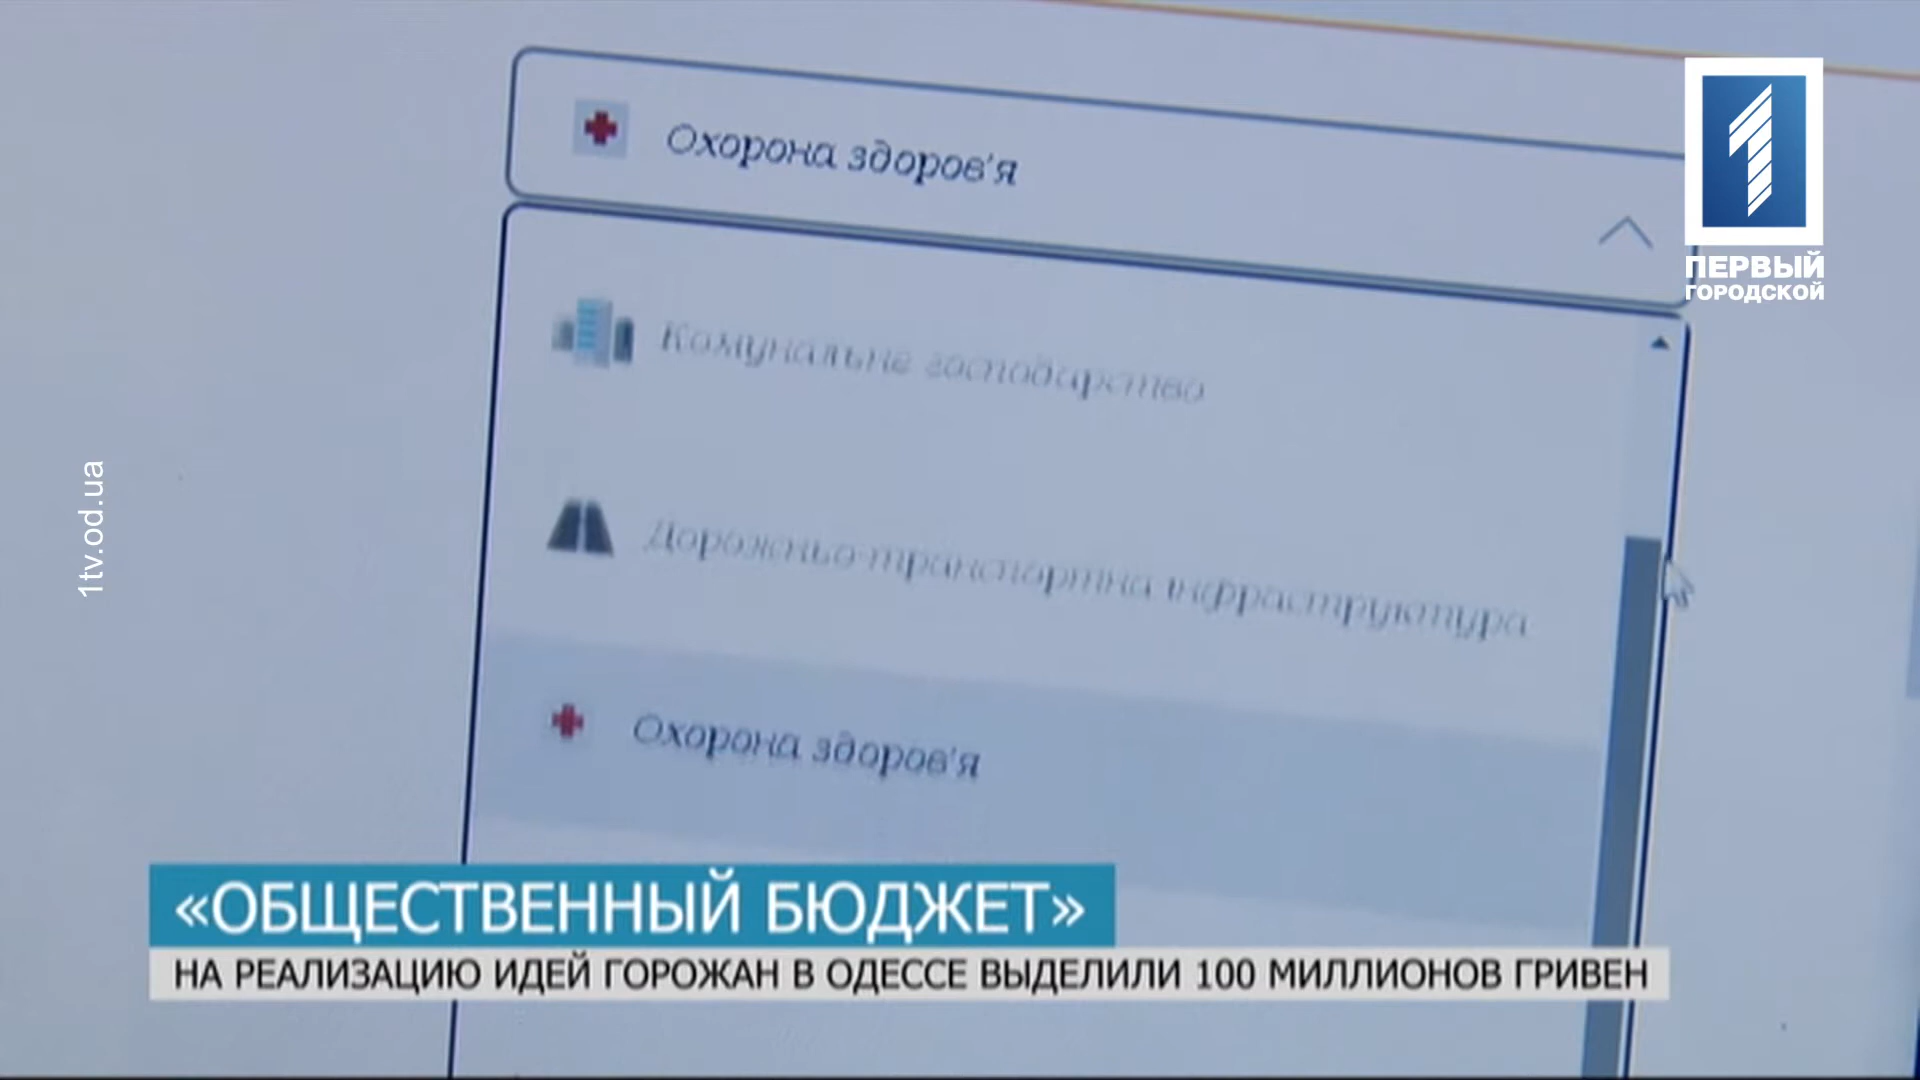 Охорона здоров'я
ПЕРВЫЙ
ГОРОДСКОЙ
Комунальне господарство
1tv.od.ua
Дорожньо-транспортна інфраструктура
Охорона здоров'я
«ОБЩЕСТВЕННЫЙ БЮДЖЕТ»
НА РЕАЛИЗАЦИЮ ИДЕЙ ГОРОЖАН В ОДЕССЕ ВЫДЕЛИЛИ 100 МИЛЛИОНОВ ГРИВЕН